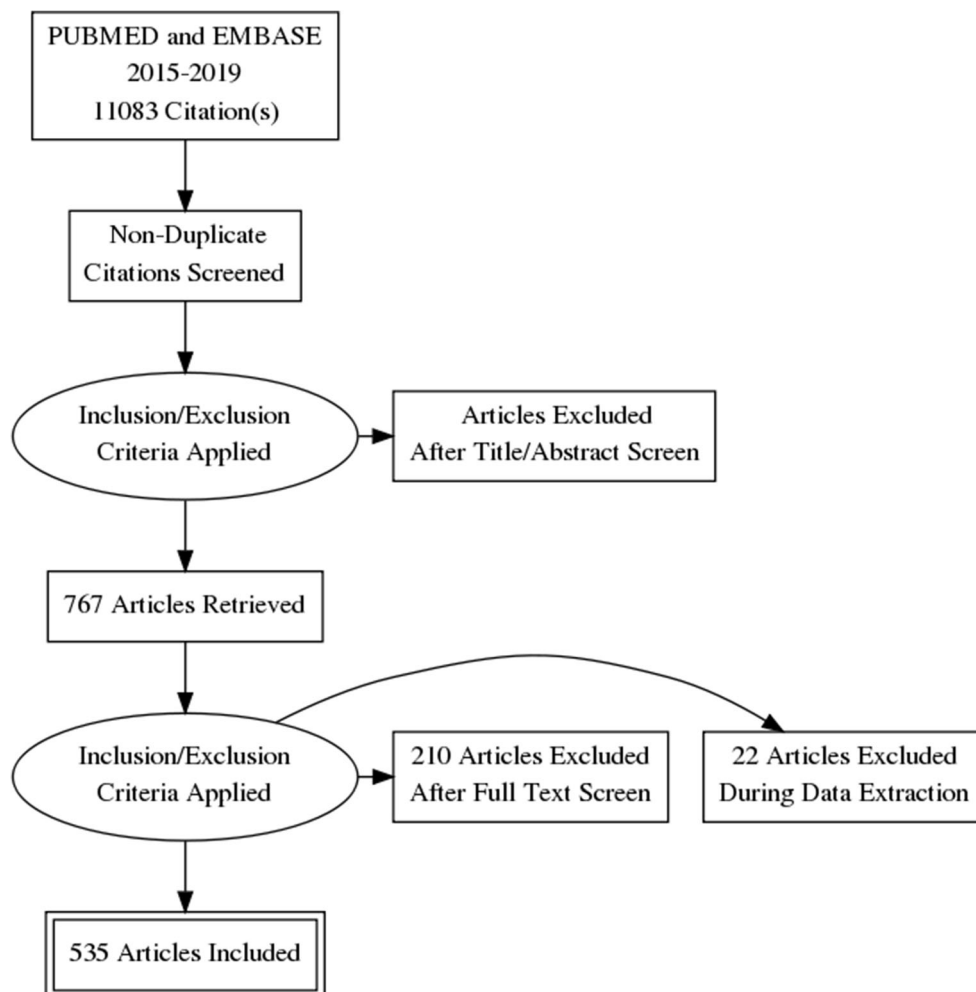 PUBMED and EMBASE
2015-2019
11083 Citation(s)
Non-Duplicate
Citations Screened
Inclusion/Exclusion
Criteria Applied
Articles Excluded
After Title/Abstract Screen
767 Articles Retrieved
Inclusion/Exclusion
Criteria Applied
210 Articles Excluded
After Full Text Screen
22 Articles Excluded
During Data Extraction
535 Articles Included